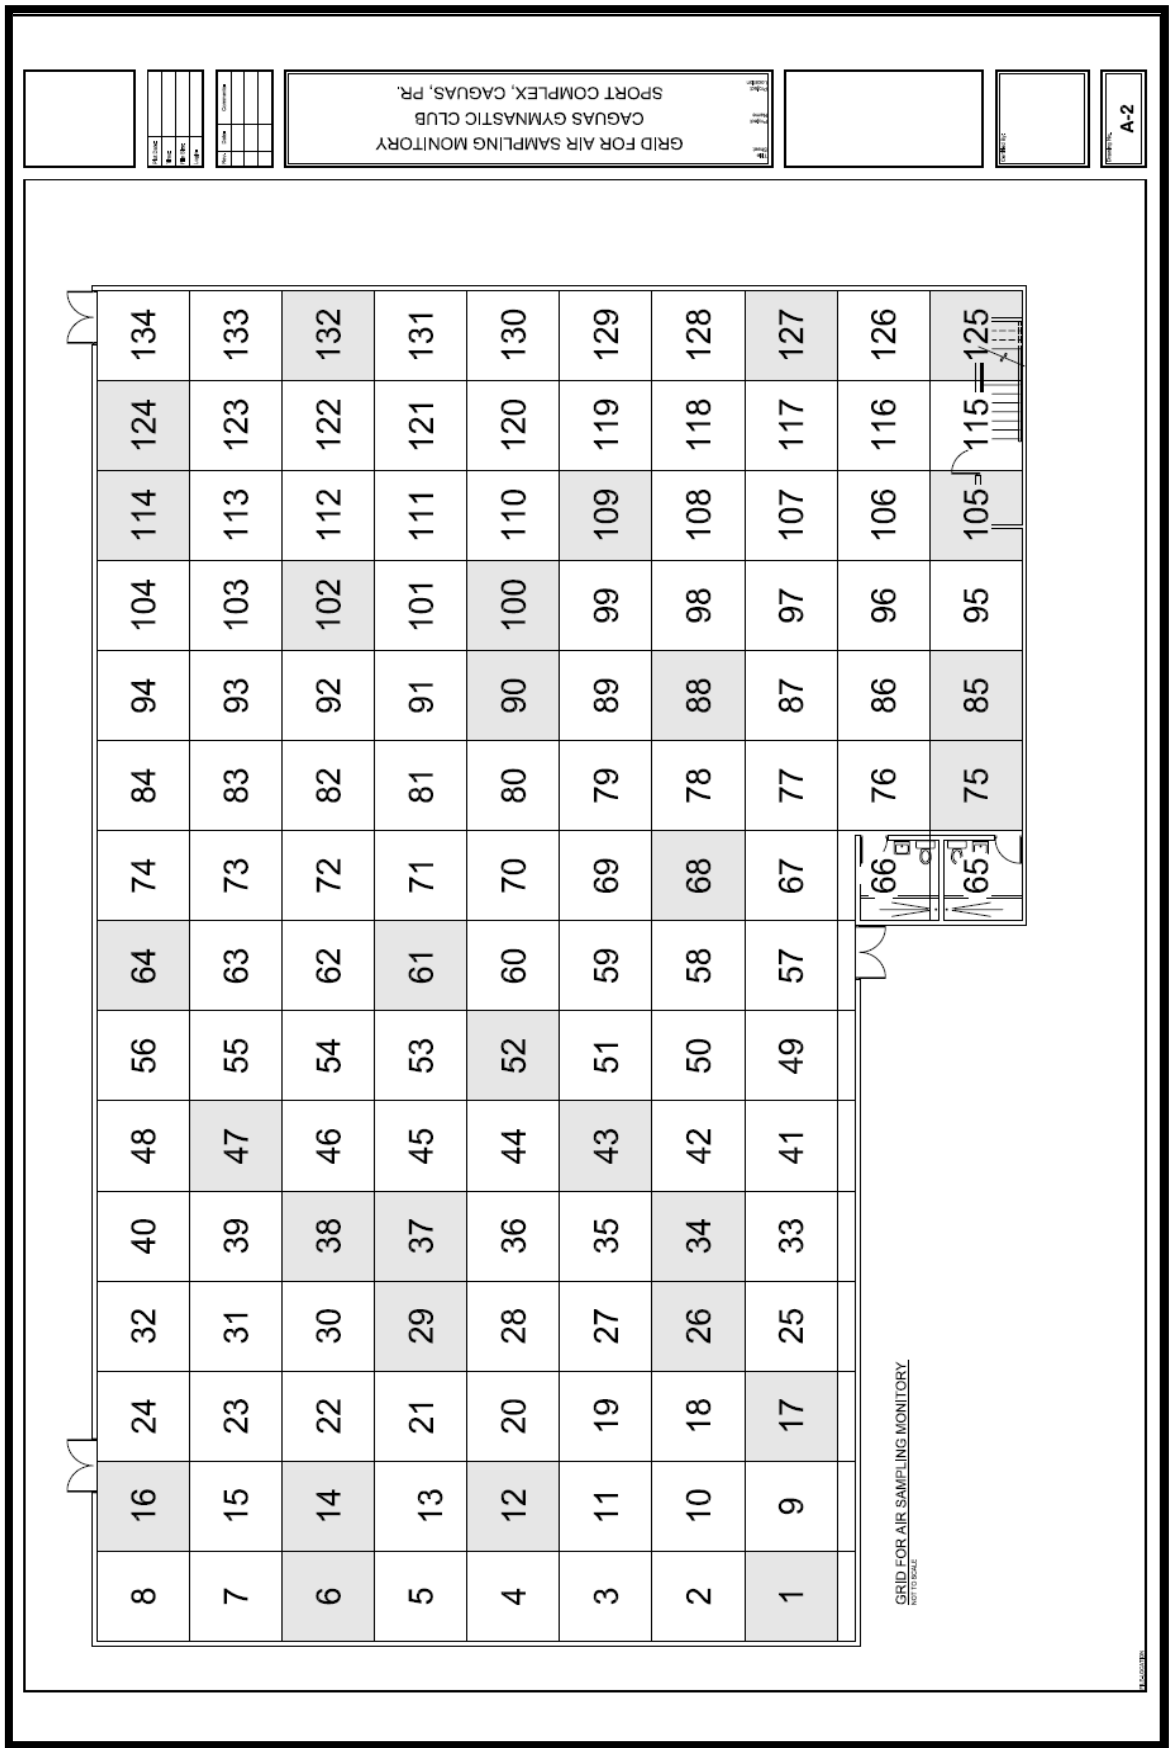 GRID FOR AIR SAMPLING MONITORY
CAGUAS GYMNASTIC CLUB
SPORT COMPLEX, CAGUAS, PR.
Comments
Date
Rev.
A-2
134 133 132 131 130 129 128 127 126 125
124 123 122 121 120 119 118 117 116 115
114 113 112 111 110 109 108 107 106 105
104 103 102 101 100 99 98 97 96 95
94 93 92 91 90 89 88 87 86 85
84 83 82 81 80 79 78 77 76 75
74 73 72 71 70 69 68 67 66 65
64 63 62 61 60 59 58 57
56 55 54 53 52 51 50 49
48 47 46 45 44 43 42 41
40 39 38 37 36 35 34 33
32 31 30 29 28 27 26 25
24 23 22 21 20 19 18 17
16 15 14 13 12 11 10 9
8 7 6 5 4 3 2 1
GRID FOR AIR SAMPLING MONITORY
NOT TO SCALE